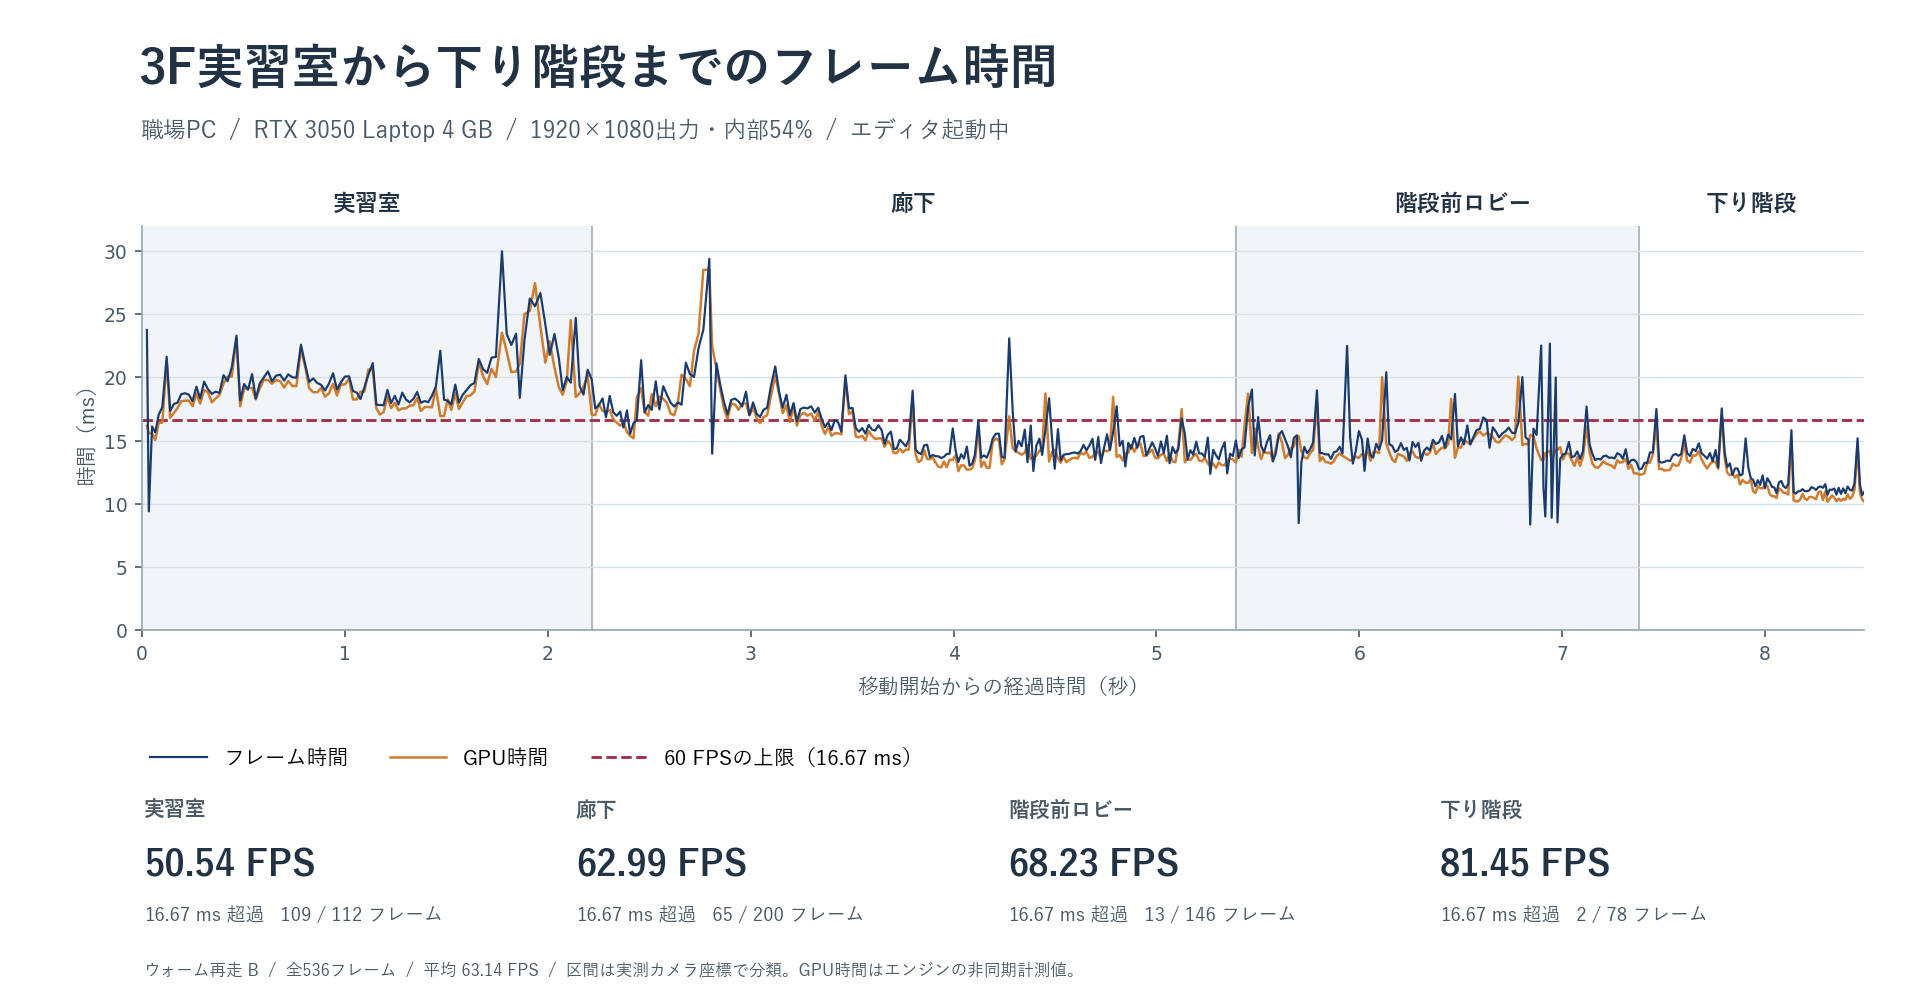 3F実習室から下り階段までのフレーム時間
職場PC / RTX 3050 Laptop 4 GB / 1920×1080出力・内部54% / エディタ起動中
実習室 廊下 階段前ロビー 下り階段
30
25
20
15
10
5
0
時間（ms）
0 1 2 3 4 5 6 7 8
移動開始からの経過時間（秒）
フレーム時間 GPU時間 60 FPSの上限（16.67 ms）
実習室 廊下 階段前ロビー 下り階段
50.54 FPS 62.99 FPS 68.23 FPS 81.45 FPS
16.67 ms 超過 109 / 112 フレーム 16.67 ms 超過 65 / 200 フレーム 16.67 ms 超過 13 / 146 フレーム 16.67 ms 超過 2 / 78 フレーム
ウォーム再走 B / 全536フレーム / 平均 63.14 FPS / 区間は実測カメラ座標で分類。GPU時間はエンジンの非同期計測値。